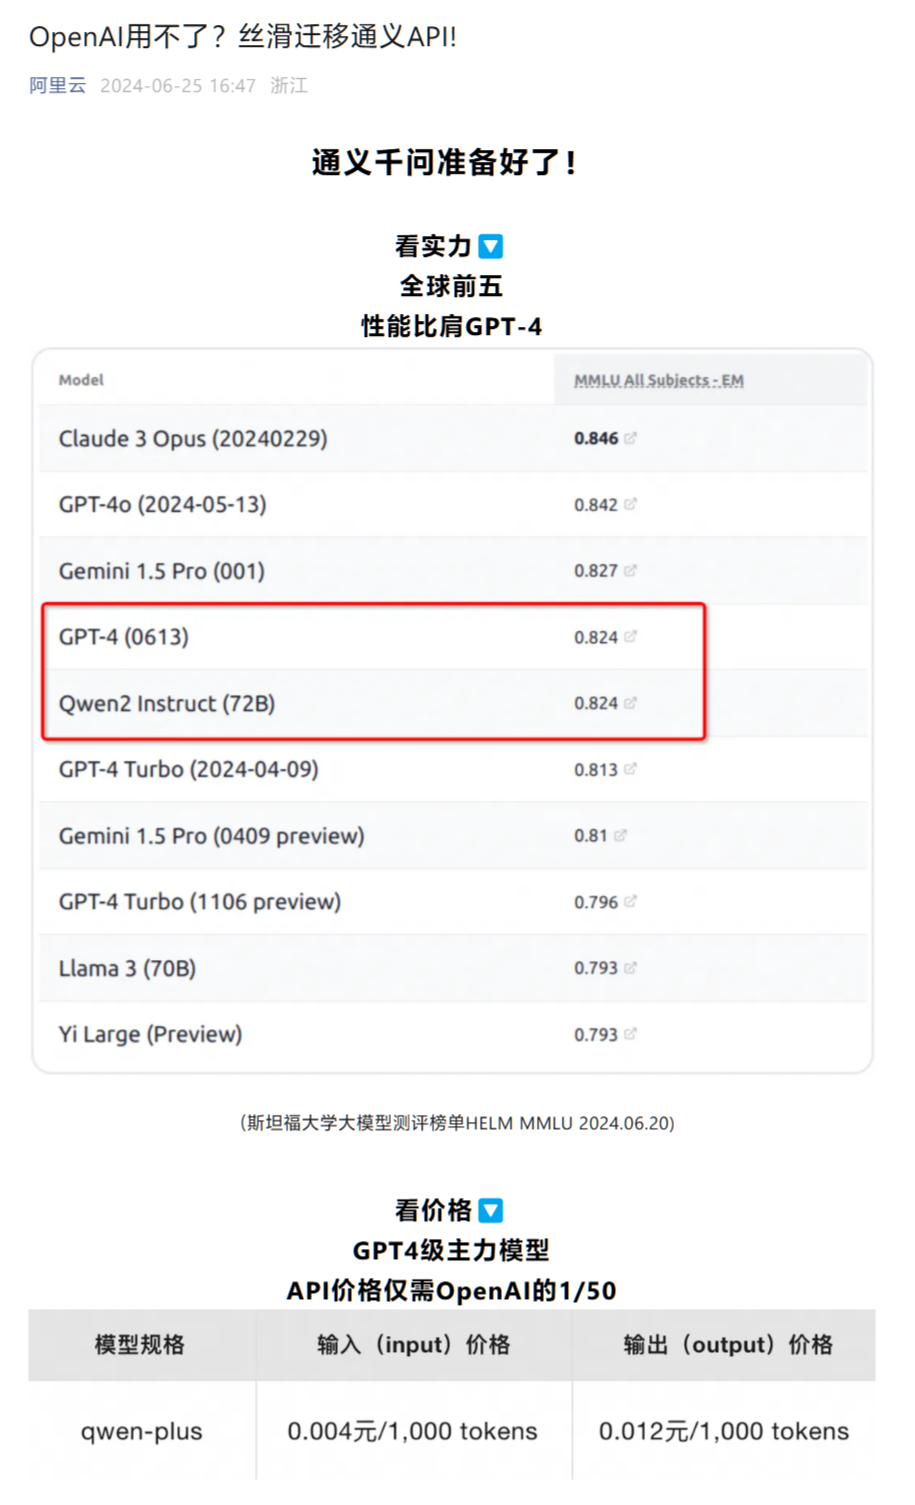 OpenAI用不了？丝滑迁移通义API!
阿里云 2024-06-25 16:47 浙江
通义千问准备好了！
看实力
全球前五
性能比肩GPT-4
Model MMLU All Subjects - EM
Claude 3 Opus (20240229) 0.846
GPT-4o (2024-05-13) 0.842
Gemini 1.5 Pro (001) 0.827
GPT-4 (0613) 0.824
Qwen2 Instruct (72B) 0.824
GPT-4 Turbo (2024-04-09) 0.813
Gemini 1.5 Pro (0409 preview) 0.81
GPT-4 Turbo (1106 preview) 0.796
Llama 3 (70B) 0.793
Yi Large (Preview) 0.793
（斯坦福大学大模型测评榜单HELM MMLU 2024.06.20)
看价格
GPT4级主力模型
API价格仅需OpenAI的1/50
模型规格 输入（input）价格 输出（output）价格
qwen-plus 0.004元/1,000 tokens 0.012元/1,000 tokens